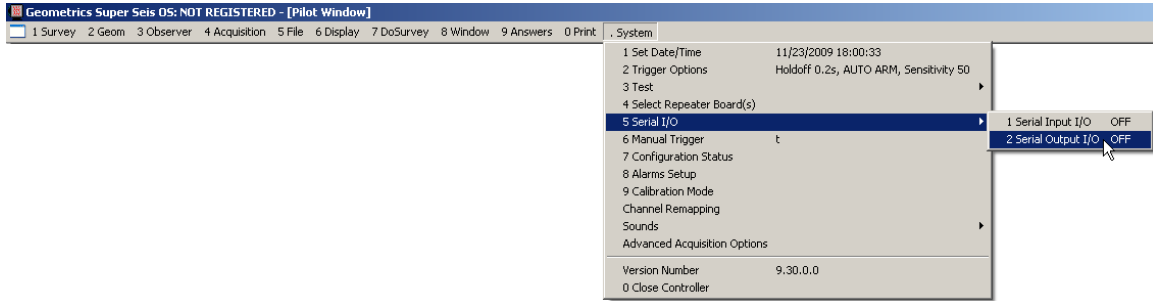 Geometrics Super Seis OS: NOT REGISTERED - [Pilot Window]
1 Survey 2 Geom 3 Observer 4 Acquisition 5 File 6 Display 7 DoSurvey 8 Window 9 Answers 0 Print . System
1 Set Date/Time 11/23/2009 18:00:33
2 Trigger Options Holdoff 0.2s, AUTO ARM, Sensitivity 50
3 Test
4 Select Repeater Board(s)
5 Serial I/O
1 Serial Input I/O OFF
2 Serial Output I/O OFF
6 Manual Trigger t
7 Configuration Status
8 Alarms Setup
9 Calibration Mode
Channel Remapping
Sounds
Advanced Acquisition Options
Version Number 9.30.0.0
0 Close Controller